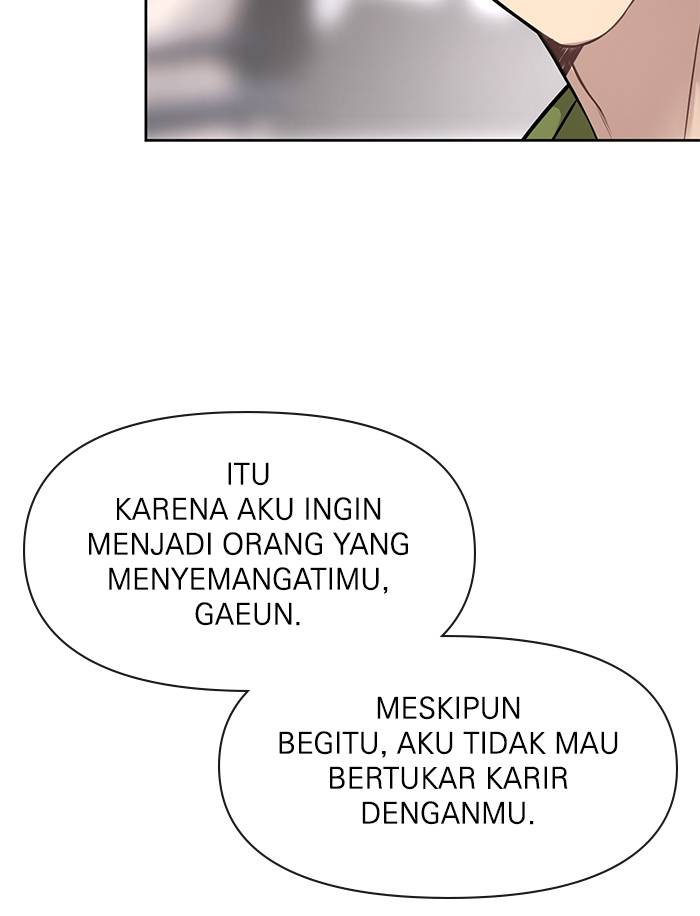 ITU
KARENA AKU INGIN
MENJADI ORANG YANG
MENYEMANGATIMU,
GAEUN.
MESKIPUN
BEGITU, AKU TIDAK MAU
BERTUKAR KARIR
DENGANMU.